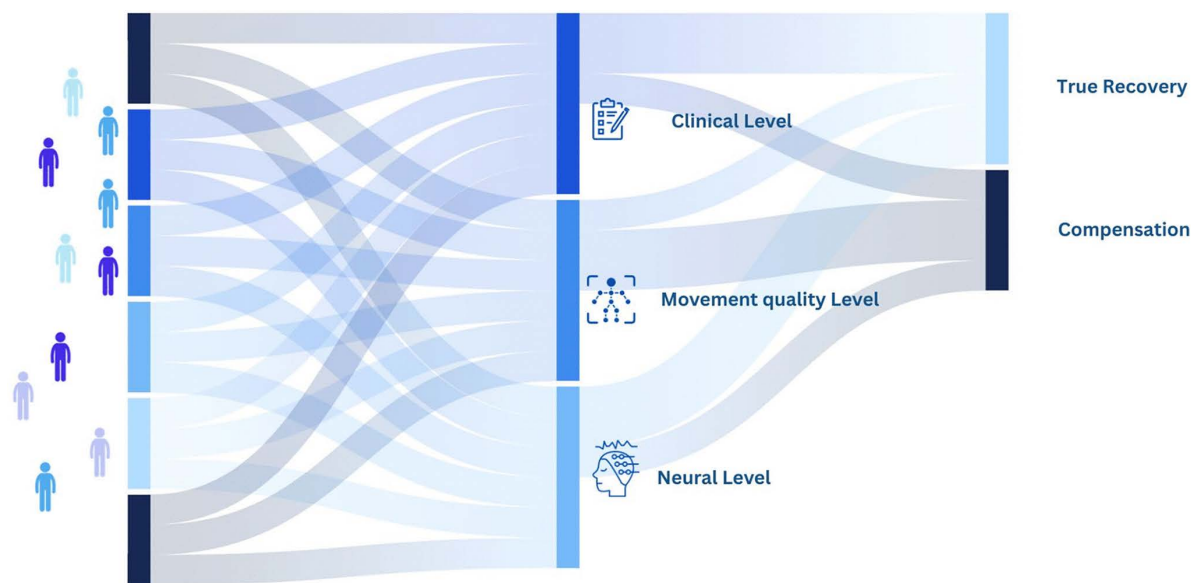 True Recovery
Clinical Level
Compensation
Movement quality Level
Neural Level